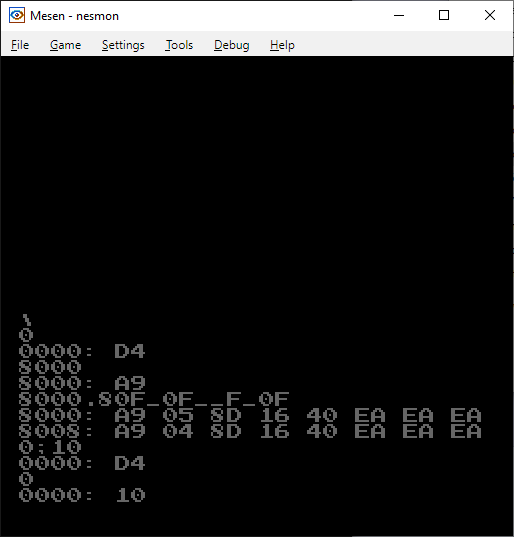 Mesen - nesmon
File Game Settings Tools Debug Help
\
0
0000: D4
8000
8000: A9
8000.80F_0F__F_0F
8000: A9 05 8D 16 40 EA EA EA
8008: A9 04 8D 16 40 EA EA EA
0:10
0000: D4
0
0000: 10